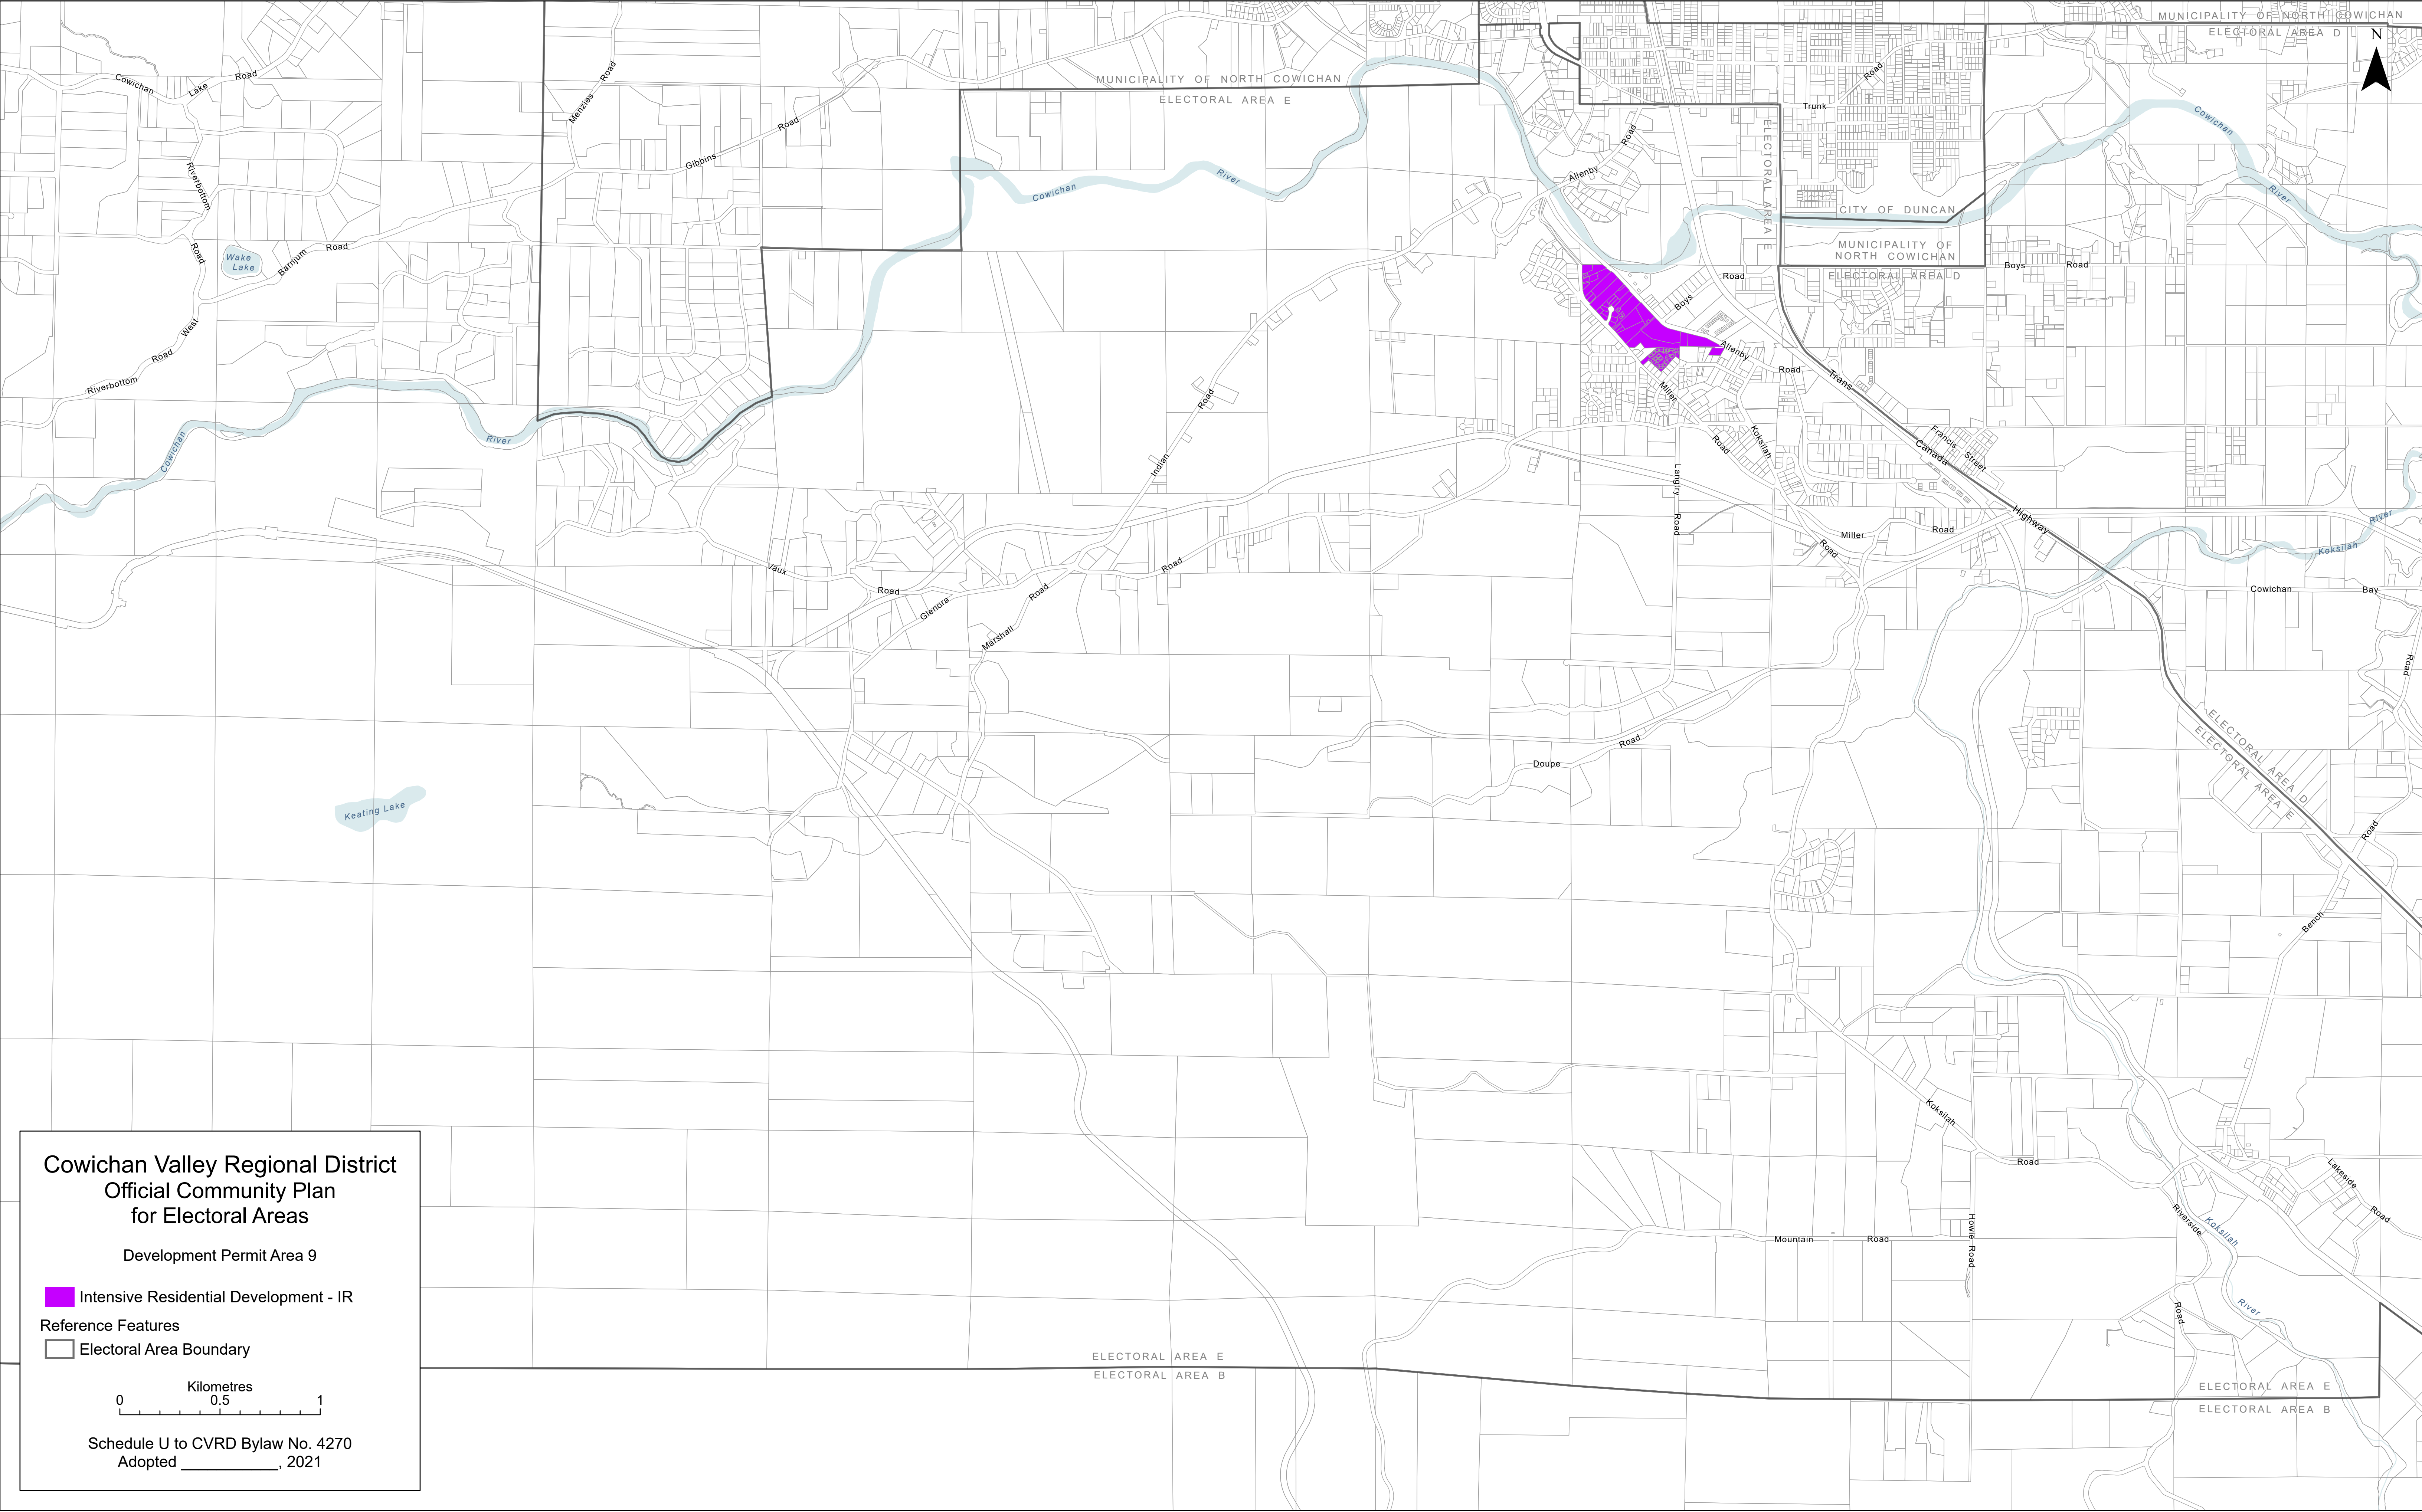 MUNICIPALITY OF NORTH COWICHAN
ELECTORAL AREA D
N
MUNICIPALITY OF NORTH COWICHAN
ELECTORAL AREA E
Cowichan
Lake
Road
Menzies
Road
Gibbins
Road
Riverbottom
Road
West
Road
Riverbottom
Wake
Lake
Barnjum
Road
Cowichan
River
Cowichan
River
Cowichan
River
Trunk
Road
Allenby
Road
ELECTORAL AREA E
CITY OF DUNCAN
MUNICIPALITY OF
NORTH COWICHAN
ELECTORAL AREA D
Boys
Road
Boys
Road
Allenby
Road
Trans
Canada
Highway
Francis
Street
Miller
Road
Koksilah
Road
Langtry
Road
Miller
Road
Indian
Road
Vaux
Road
Glenora
Road
Marshall
Road
River
Koksilah
Cowichan
Bay
Road
Doupe
Road
Keating Lake
ELECTORAL AREA D
ELECTORAL AREA E
Bench
Road
Koksilah
Road
Howie Road
Mountain
Road
Riverside
Road
Koksilah
River
Lakeside
Road
ELECTORAL AREA E
ELECTORAL AREA B
ELECTORAL AREA E
ELECTORAL AREA B
Cowichan Valley Regional District
Official Community Plan
for Electoral Areas
Development Permit Area 9
Intensive Residential Development - IR
Reference Features
Electoral Area Boundary
Kilometres
0 0.5 1
Schedule U to CVRD Bylaw No. 4270
Adopted ____________, 2021